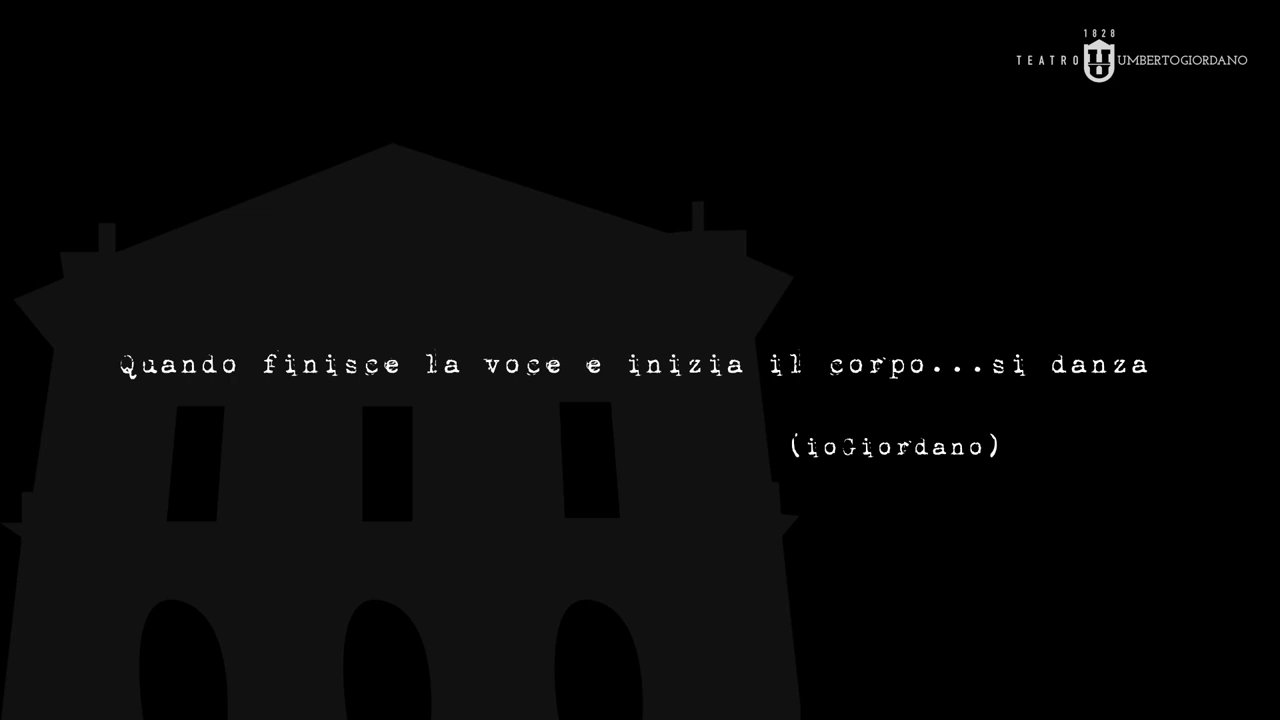 1828
TEATRO UMBERTOGIORDANO
Quando finisce la voce e inizia il corpo...si danza
(ioGiordano)